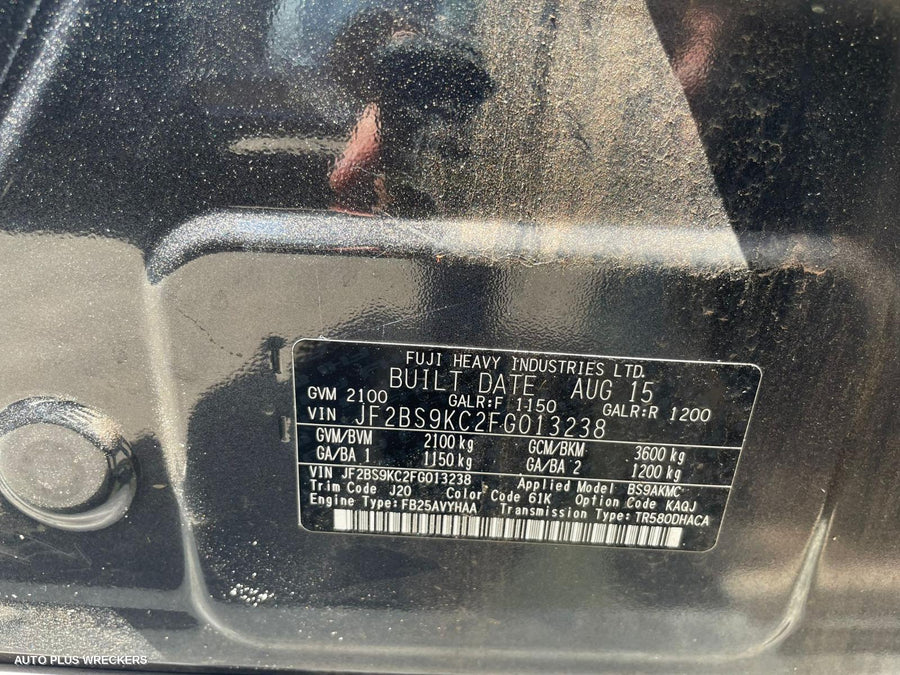 FUJI HEAVY INDUSTRIES LTD.
BUILT DATE AUG 15
GVM 2100 GALR:F 1150 GALR:R 1200
VIN JF2BS9KC2FG013238
GVM/BVM 2100 kg GCM/BKM 3600 kg
GA/BA 1 1150 kg GA/BA 2 1200 kg
VIN JF2BS9KC2FG013238 Applied Model BS9AKMC
Trim Code J20 Color Code 61K Option Code KAQJ
Engine Type: FB25AVYHAA Transmission Type: TR580DHACA
AUTO PLUS WRECKERS